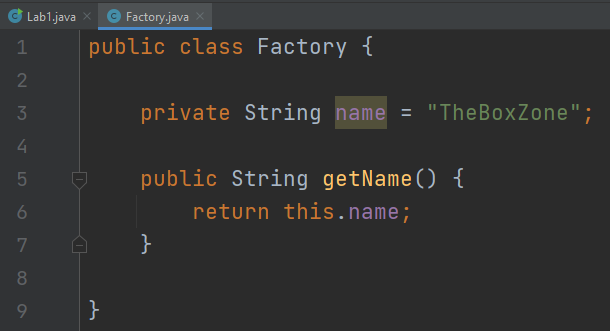 Lab1.java Factory.java
1 public class Factory {
2
3     private String name = "TheBoxZone";
4
5     public String getName() {
6         return this.name;
7     }
8
9 }